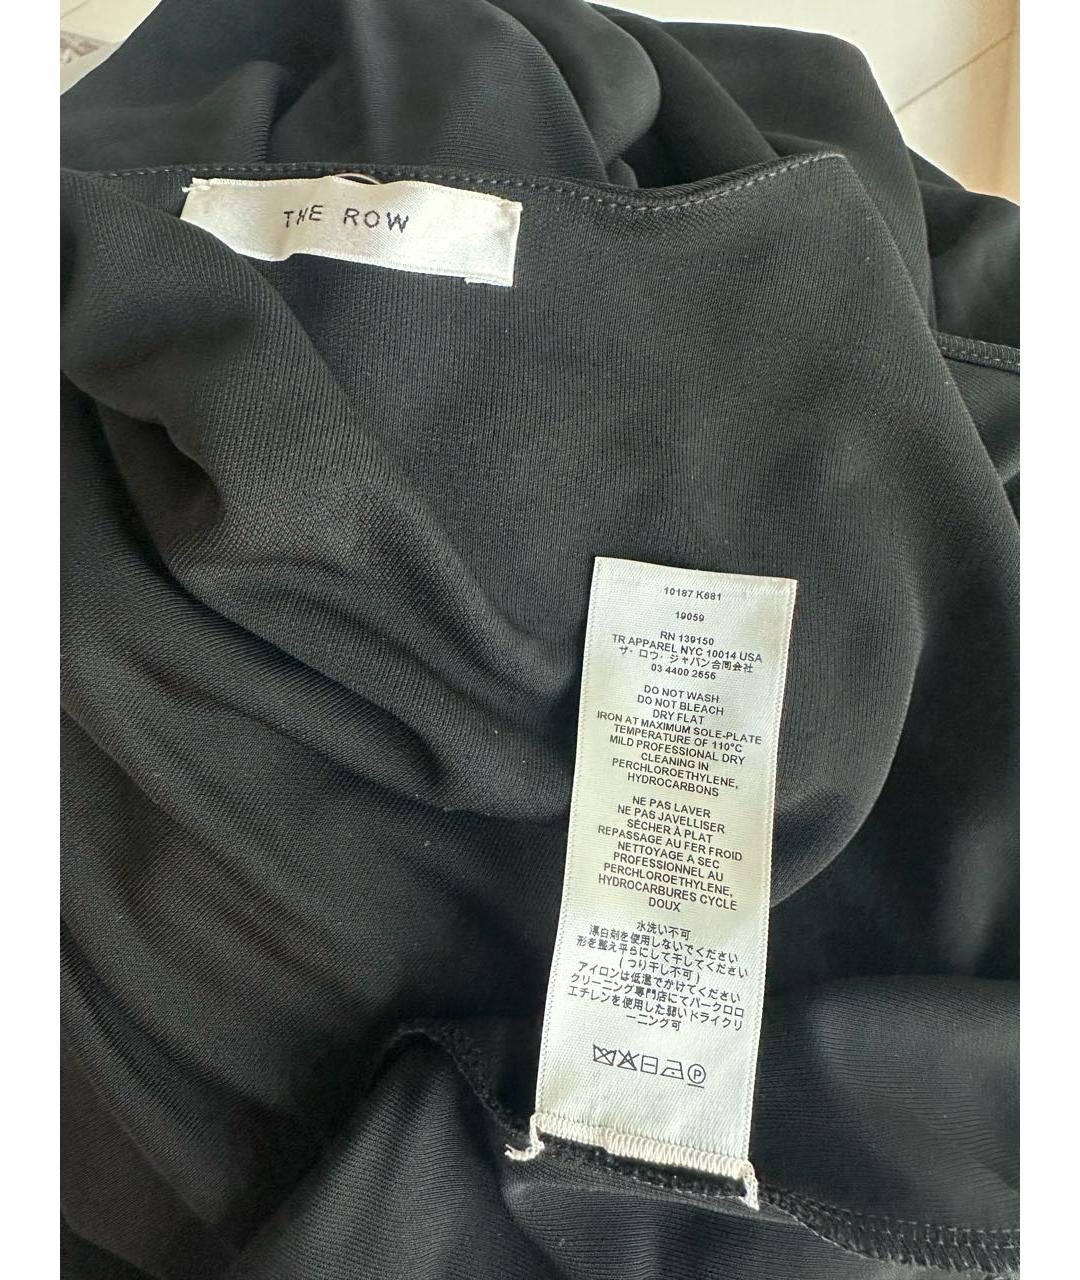 THE ROW
10187 K681
19059
RN 139150
TR APPAREL NYC 10014 USA
ザ・ロウ・ジャパン合同会社
03 4400 2656
DO NOT WASH
DO NOT BLEACH
DRY FLAT
IRON AT MAXIMUM SOLE-PLATE
TEMPERATURE OF 110°C
MILD PROFESSIONAL DRY
CLEANING IN
PERCHLOROETHYLENE,
HYDROCARBONS
NE PAS LAVER
NE PAS JAVELLISER
SÉCHER À PLAT
REPASSAGE AU FER FROID
NETTOYAGE A SEC
PROFESSIONNEL AU
PERCHLOROETHYLENE,
HYDROCARBURES CYCLE
DOUX
水洗い不可
漂白剤を使用しないでください
形を整え平らにして干してください
(つり干し不可)
アイロンは低温でかけてください
クリーニング専門店にてパークロロ
エチレンを使用した弱いドライクリ
ーニング可
P